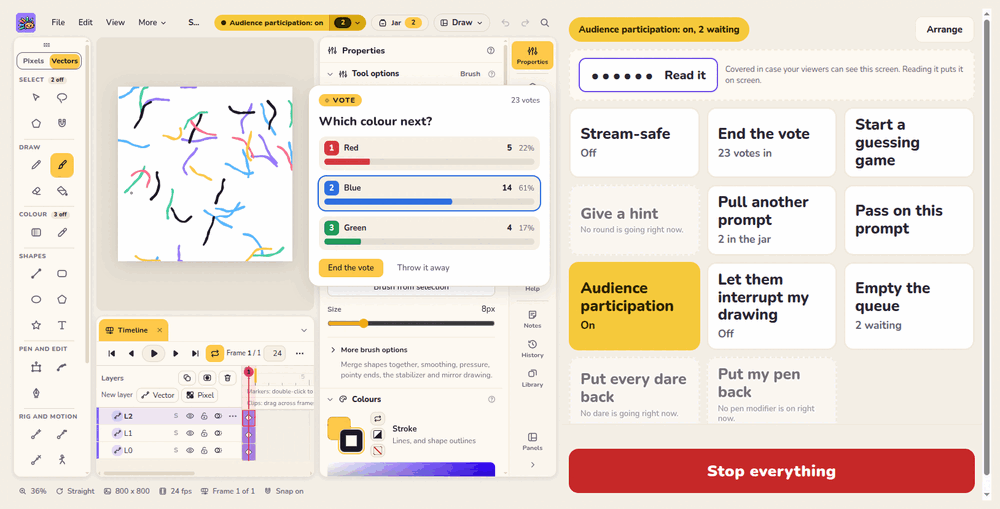 File Edit View More S...
Audience participation: on 2
Jar 2
Draw
Pixels Vectors
SELECT 2 off
DRAW
COLOUR 3 off
SHAPES
PEN AND EDIT
RIG AND MOTION
Properties
Tool options Brush
VOTE 23 votes
Which colour next?
1 Red 5 22%
2 Blue 14 61%
3 Green 4 17%
End the vote Throw it away
Size 8px
More brush options
Merge shapes together, smoothing, pressure,
pointy ends, the stabilizer and mirror drawing.
Colours
Stroke
Lines, and shape outlines
Properties
Help
Notes
History
Library
Panels
Timeline
Frame 1 / 1 24
Layers
New layer Vector Pixel
L2 S
L1 S
L0 S
36% Straight 800 x 800 24 fps Frame 1 of 1 Snap on
Audience participation: on, 2 waiting
Arrange
Read it
Covered in case your viewers can see this screen. Reading it puts it
on screen.
Stream-safe
Off
End the vote
23 votes in
Start a
guessing
game
Give a hint
No round is going right now.
Pull another
prompt
2 in the jar
Pass on this
prompt
Audience
participation
On
Let them
interrupt my
drawing
Off
Empty the
queue
2 waiting
Put every dare
back
No dare is going right now.
Put my pen
back
No pen modifier is on right
now.
Stop everything